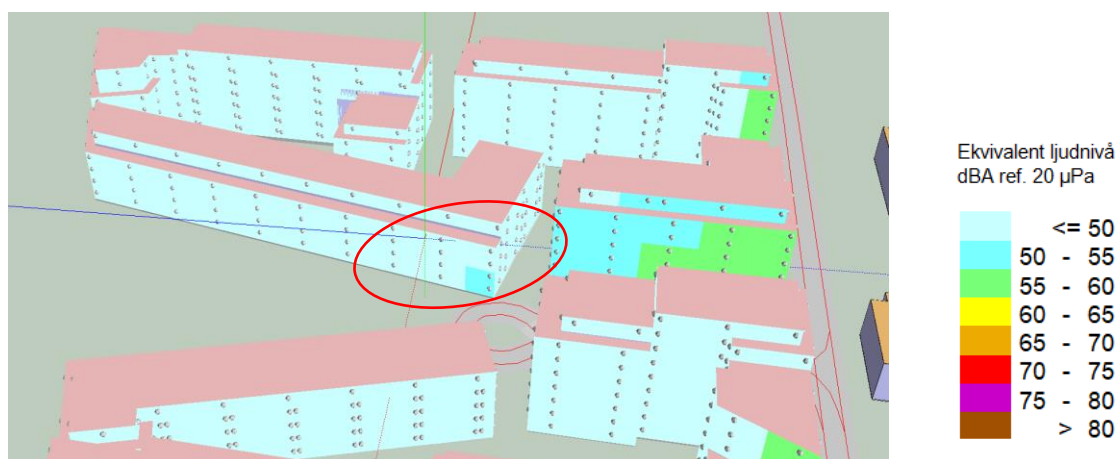 Ekvivalent ljudnivå
dBA ref. 20 µPa
<= 50
50 - 55
55 - 60
60 - 65
65 - 70
70 - 75
75 - 80
> 80